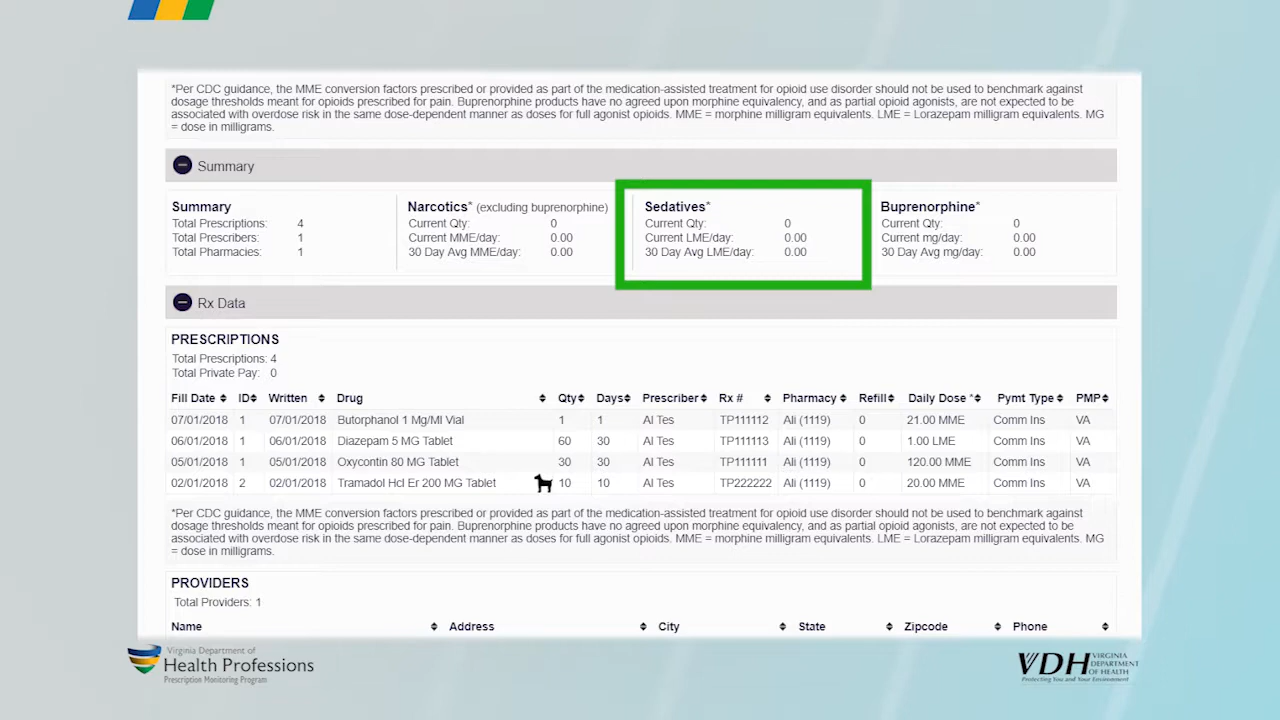 *Per CDC guidance, the MME conversion factors prescribed or provided as part of the medication-assisted treatment for opioid use disorder should not be used to benchmark against
dosage thresholds meant for opioids prescribed for pain. Buprenorphine products have no agreed upon morphine equivalency, and as partial opioid agonists, are not expected to be
associated with overdose risk in the same dose-dependent manner as doses for full agonist opioids. MME = morphine milligram equivalents. LME = Lorazepam milligram equivalents. MG
= dose in milligrams.
Summary
Summary
Total Prescriptions: 4
Total Prescribers: 1
Total Pharmacies: 1
Narcotics* (excluding buprenorphine)
Current Qty: 0
Current MME/day: 0.00
30 Day Avg MME/day: 0.00
Sedatives*
Current Qty: 0
Current LME/day: 0.00
30 Day Avg LME/day: 0.00
Buprenorphine*
Current Qty: 0
Current mg/day: 0.00
30 Day Avg mg/day: 0.00
Rx Data
PRESCRIPTIONS
Total Prescriptions: 4
Total Private Pay: 0
Fill Date ID Written Drug Qty Days Prescriber Rx # Pharmacy Refill Daily Dose * Pymt Type PMP
07/01/2018 1 07/01/2018 Butorphanol 1 Mg/Ml Vial 1 1 Al Tes TP111112 Ali (1119) 0 21.00 MME Comm Ins VA
06/01/2018 1 06/01/2018 Diazepam 5 MG Tablet 60 30 Al Tes TP111113 Ali (1119) 0 1.00 LME Comm Ins VA
05/01/2018 1 05/01/2018 Oxycontin 80 MG Tablet 30 30 Al Tes TP111111 Ali (1119) 0 120.00 MME Comm Ins VA
02/01/2018 2 02/01/2018 Tramadol Hcl Er 200 MG Tablet 10 10 Al Tes TP222222 Ali (1119) 0 20.00 MME Comm Ins VA
*Per CDC guidance, the MME conversion factors prescribed or provided as part of the medication-assisted treatment for opioid use disorder should not be used to benchmark against
dosage thresholds meant for opioids prescribed for pain. Buprenorphine products have no agreed upon morphine equivalency, and as partial opioid agonists, are not expected to be
associated with overdose risk in the same dose-dependent manner as doses for full agonist opioids. MME = morphine milligram equivalents. LME = Lorazepam milligram equivalents. MG
= dose in milligrams.
PROVIDERS
Total Providers: 1
Name Address City State Zipcode Phone
Virginia Department of
Health Professions
Prescription Monitoring Program
VDH VIRGINIA
DEPARTMENT
OF HEALTH
Protecting You and Your Environment